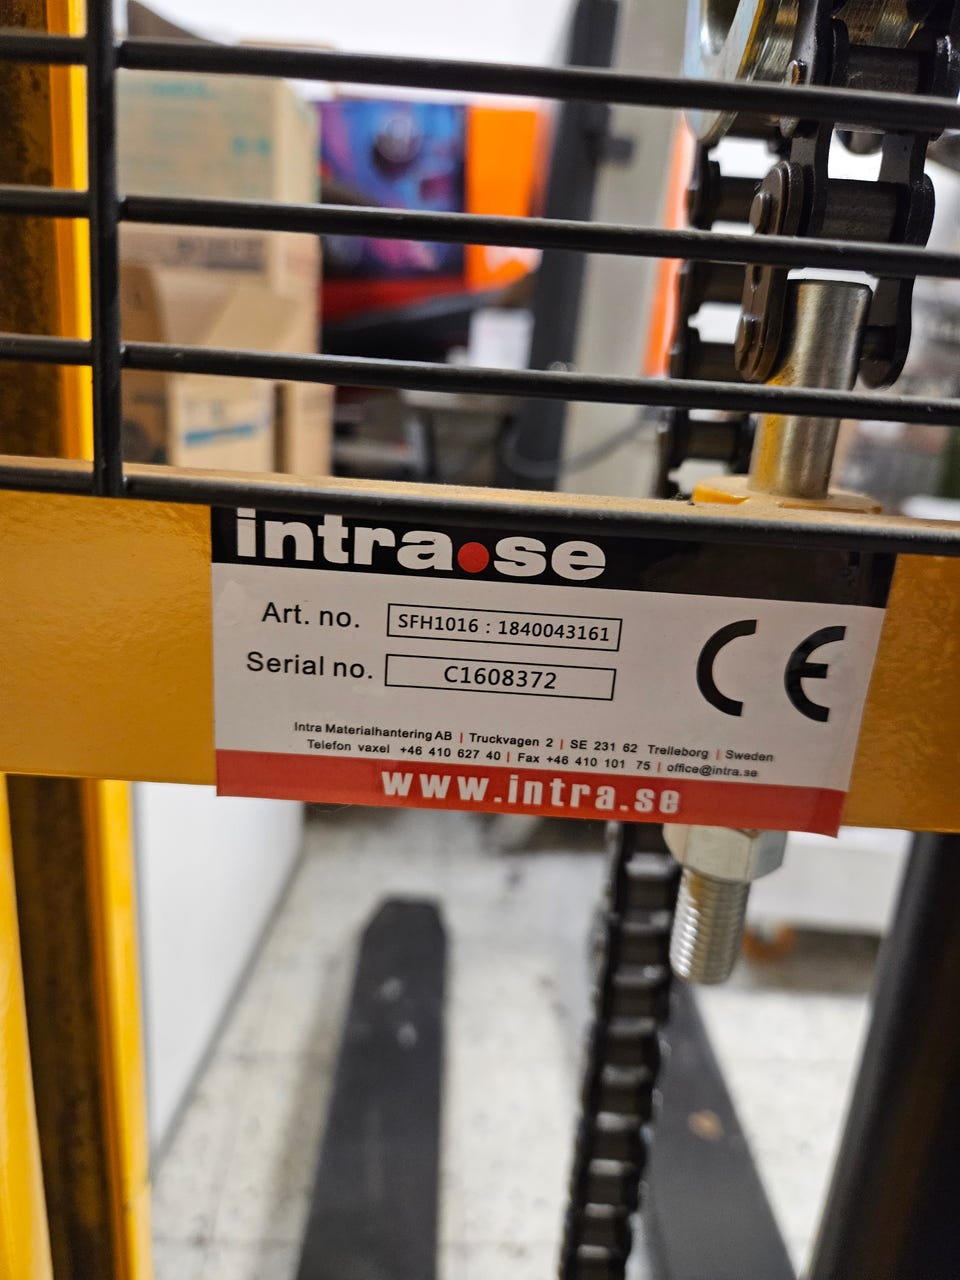 intra.se
Art. no. SFH1016 : 1840043161
Serial no. C1608372
CE
Intra Materialhantering AB | Truckvagen 2 | SE 231 62 Trelleborg | Sweden
Telefon vaxel +46 410 627 40 | Fax +46 410 101 75 | office@intra.se
www.intra.se